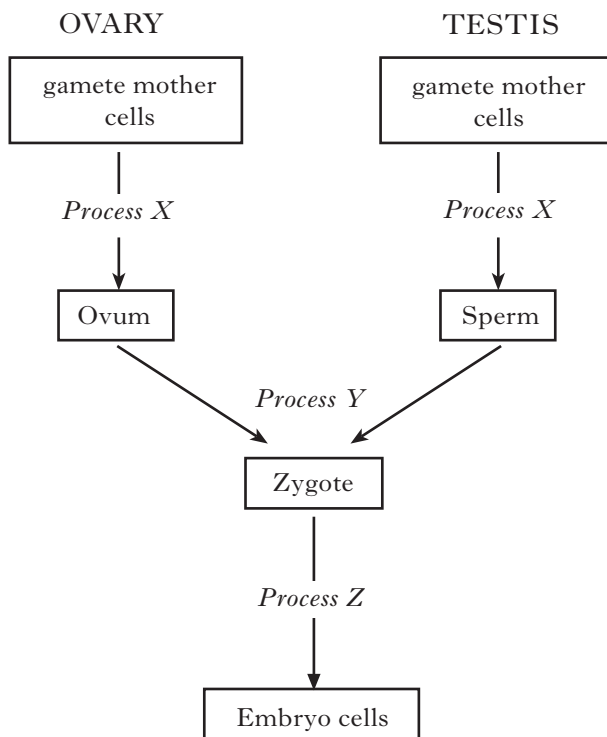 OVARY
TESTIS
gamete mother
cells
gamete mother
cells
Process X
Process X
Ovum
Sperm
Process Y
Zygote
Process Z
Embryo cells